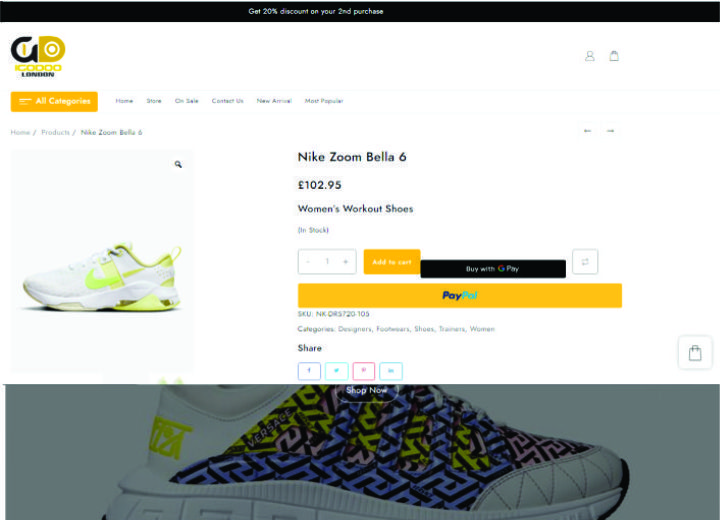 Get 20% discount on your 2nd purchase
GD
LONDON
All Categories
Home Store On Sale Contact Us New Arrival Most Popular
Home / Products / Nike Zoom Bella 6
Nike Zoom Bella 6
£102.95
Women's Workout Shoes
(In Stock)
- 1 +
Add to cart
Buy with G Pay
PayPal
SKU: NK-DR5720-105
Categories: Designers, Footwears, Shoes, Trainers, Women
Share
Shop Now
VERSACE